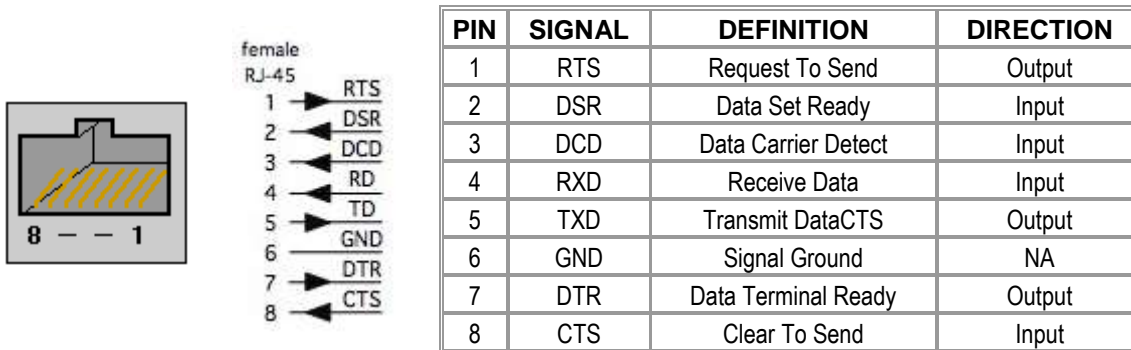 8 – – 1
female
RJ-45
1 RTS
2 DSR
3 DCD
4 RD
5 TD
6 GND
7 DTR
8 CTS
PIN SIGNAL DEFINITION DIRECTION
1 RTS Request To Send Output
2 DSR Data Set Ready Input
3 DCD Data Carrier Detect Input
4 RXD Receive Data Input
5 TXD Transmit DataCTS Output
6 GND Signal Ground NA
7 DTR Data Terminal Ready Output
8 CTS Clear To Send Input